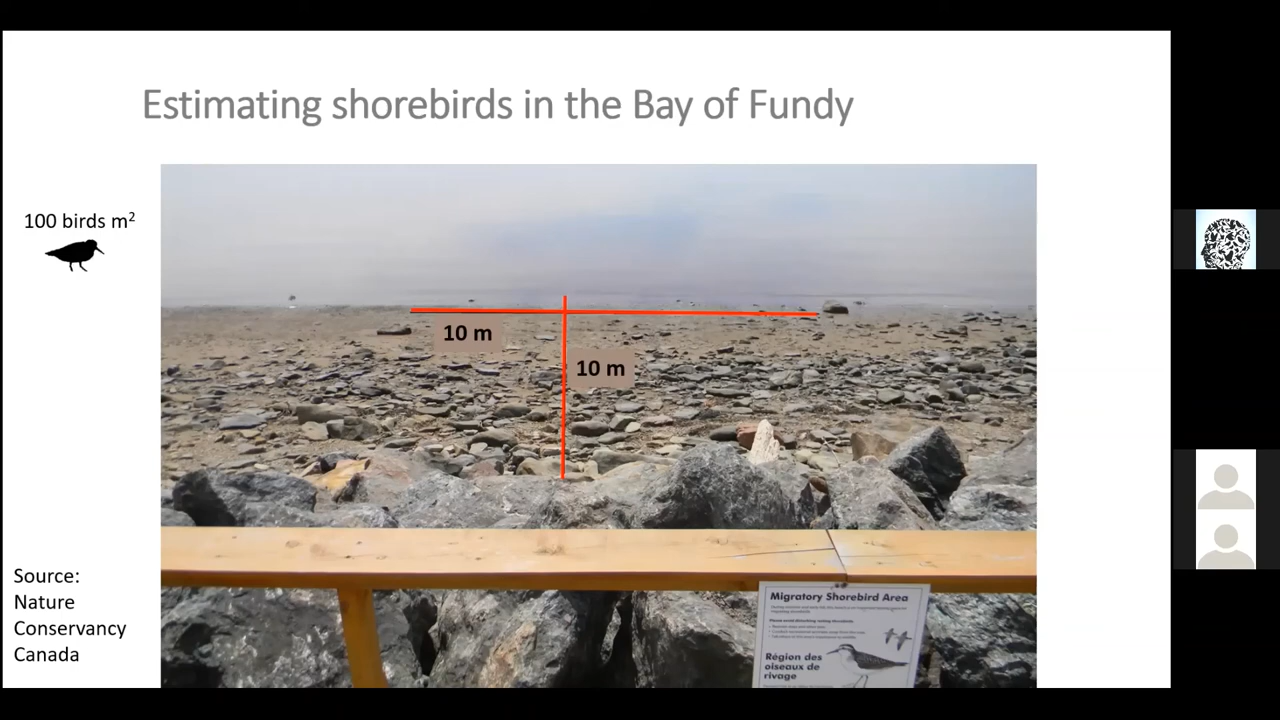 Estimating shorebirds in the Bay of Fundy
100 birds m²
10 m
10 m
Source:
Nature
Conservancy
Canada
Migratory Shorebird Area
Région des
oiseaux de
rivage